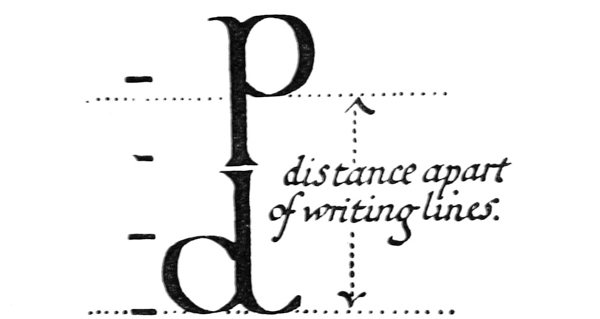 p
distance apart
of writing lines.
d